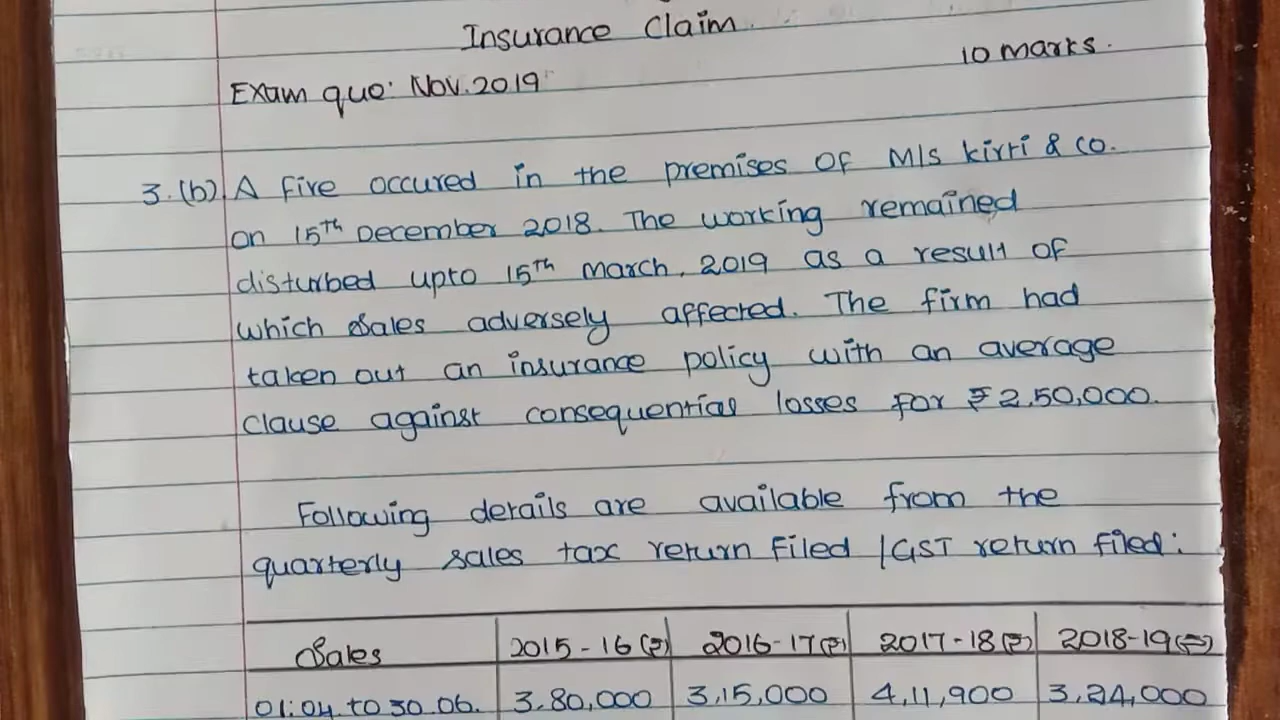 Insurance Claim
10 marks.
Exam que: Nov.2019
3.(b). A fire occured in the premises of M/s kirti & co.
on 15th December 2018. The working remained
disturbed upto 15th march, 2019 as a result of
which sales adversely affected. The firm had
taken out an insurance policy with an average
clause against consequential losses for ₹ 2,50,000.
Following details are available from the
quarterly sales tax return filed /GST return filed:
Sales 2015-16(₹) 2016-17(₹) 2017-18(₹) 2018-19(₹)
01.04 to 30.06. 3,80,000 3,15,000 4,11,900 3,24,000